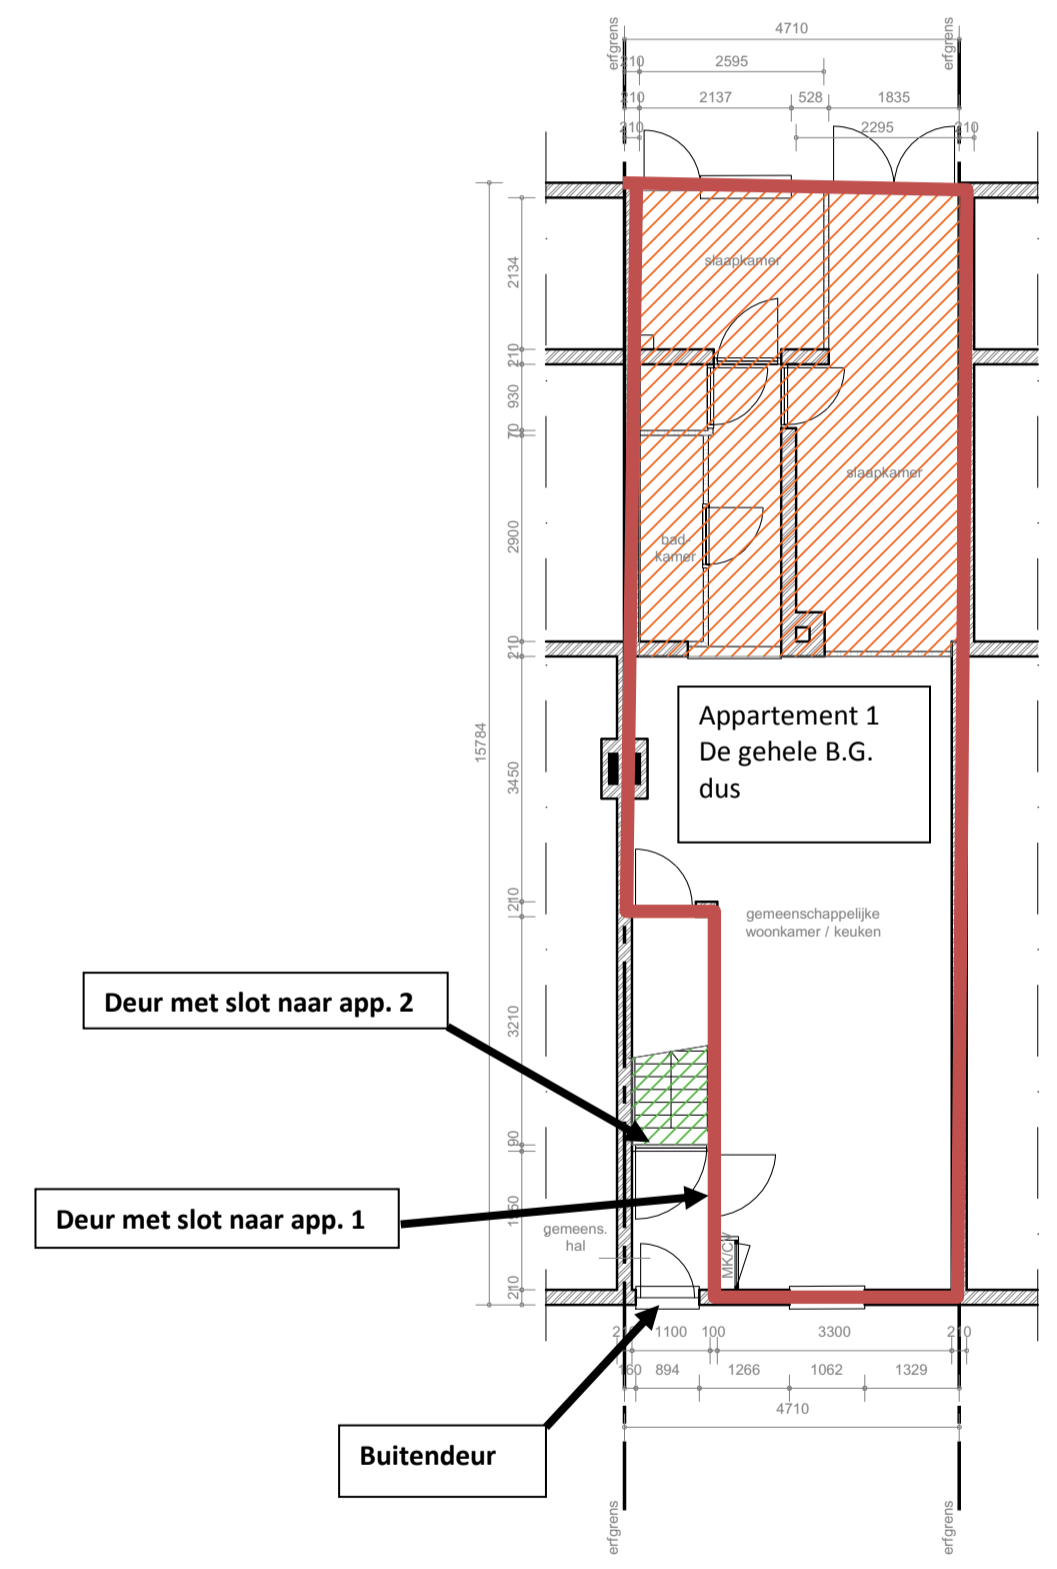 erfgrens
erfgrens
4710
210
2595
210
2137
528
1835
210
2295
210
slaapkamer
2134
210
930
70
slaapkamer
bad-
kamer
2900
210
Appartement 1
De gehele B.G.
dus
15784
3450
210
gemeenschappelijke
woonkamer / keuken
Deur met slot naar app. 2
3210
90
Deur met slot naar app. 1
gemeens.
hal
MK/CV
210
1100
100
3300
210
160
894
1266
1062
1329
4710
Buitendeur
erfgrens
erfgrens